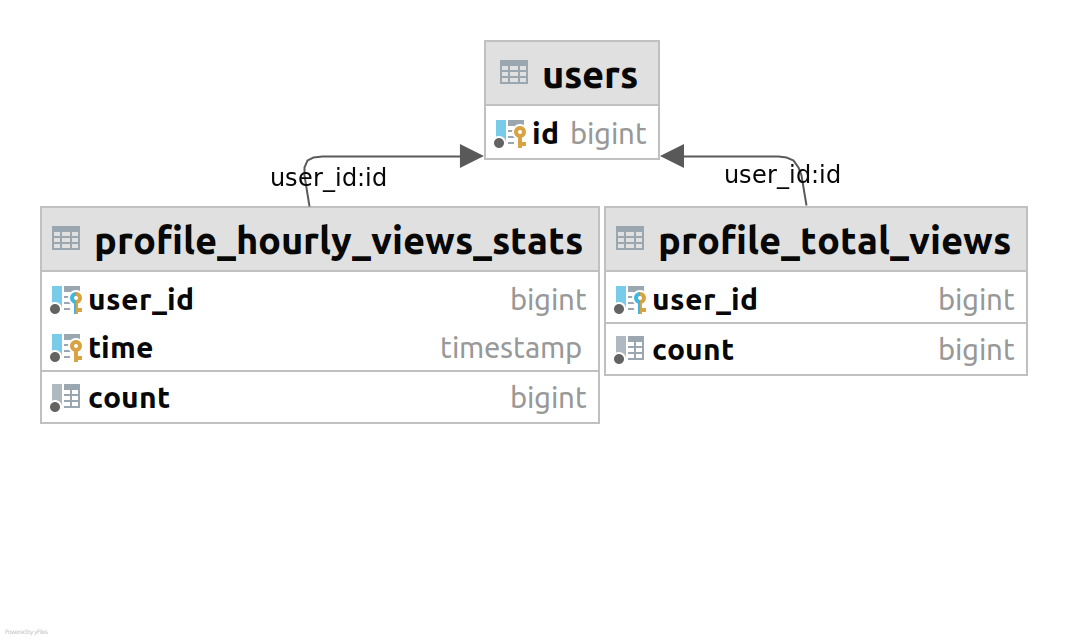 users
id bigint
user_id:id
user_id:id
profile_hourly_views_stats
user_id bigint
time timestamp
count bigint
profile_total_views
user_id bigint
count bigint
Powered by yFiles